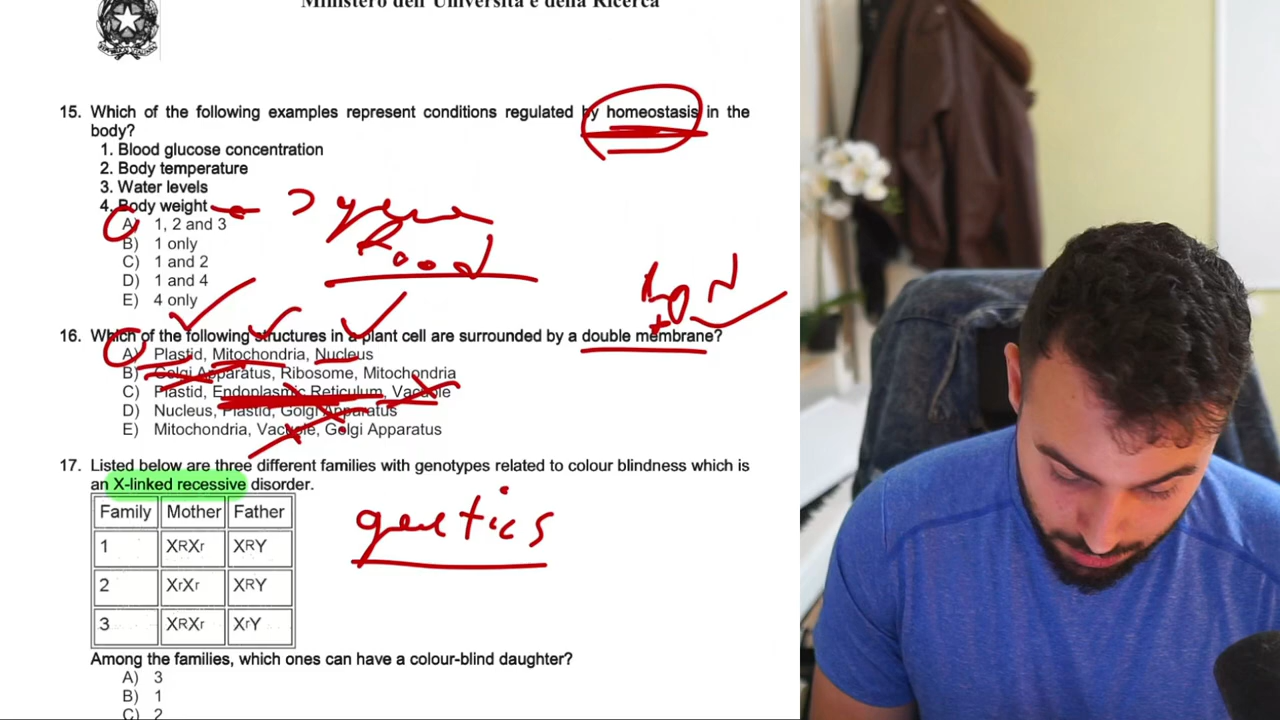 Ministero dell'Università e della Ricerca
15. Which of the following examples represent conditions regulated by homeostasis in the
body?
1. Blood glucose concentration
2. Body temperature
3. Water levels
4. Body weight
A) 1, 2 and 3
B) 1 only
C) 1 and 2
D) 1 and 4
E) 4 only
food
16. Which of the following structures in a plant cell are surrounded by a double membrane?
A) Plastid, Mitochondria, Nucleus
B) Golgi Apparatus, Ribosome, Mitochondria
C) Plastid, Endoplasmic Reticulum, Vacuole
D) Nucleus, Plastid, Golgi Apparatus
E) Mitochondria, Vacuole, Golgi Apparatus
17. Listed below are three different families with genotypes related to colour blindness which is
an X-linked recessive disorder.
genetics
Family Mother Father
1 XRXr XRY
2 XrXr XRY
3 XRXr XrY
Among the families, which ones can have a colour-blind daughter?
A) 3
B) 1
C) 2